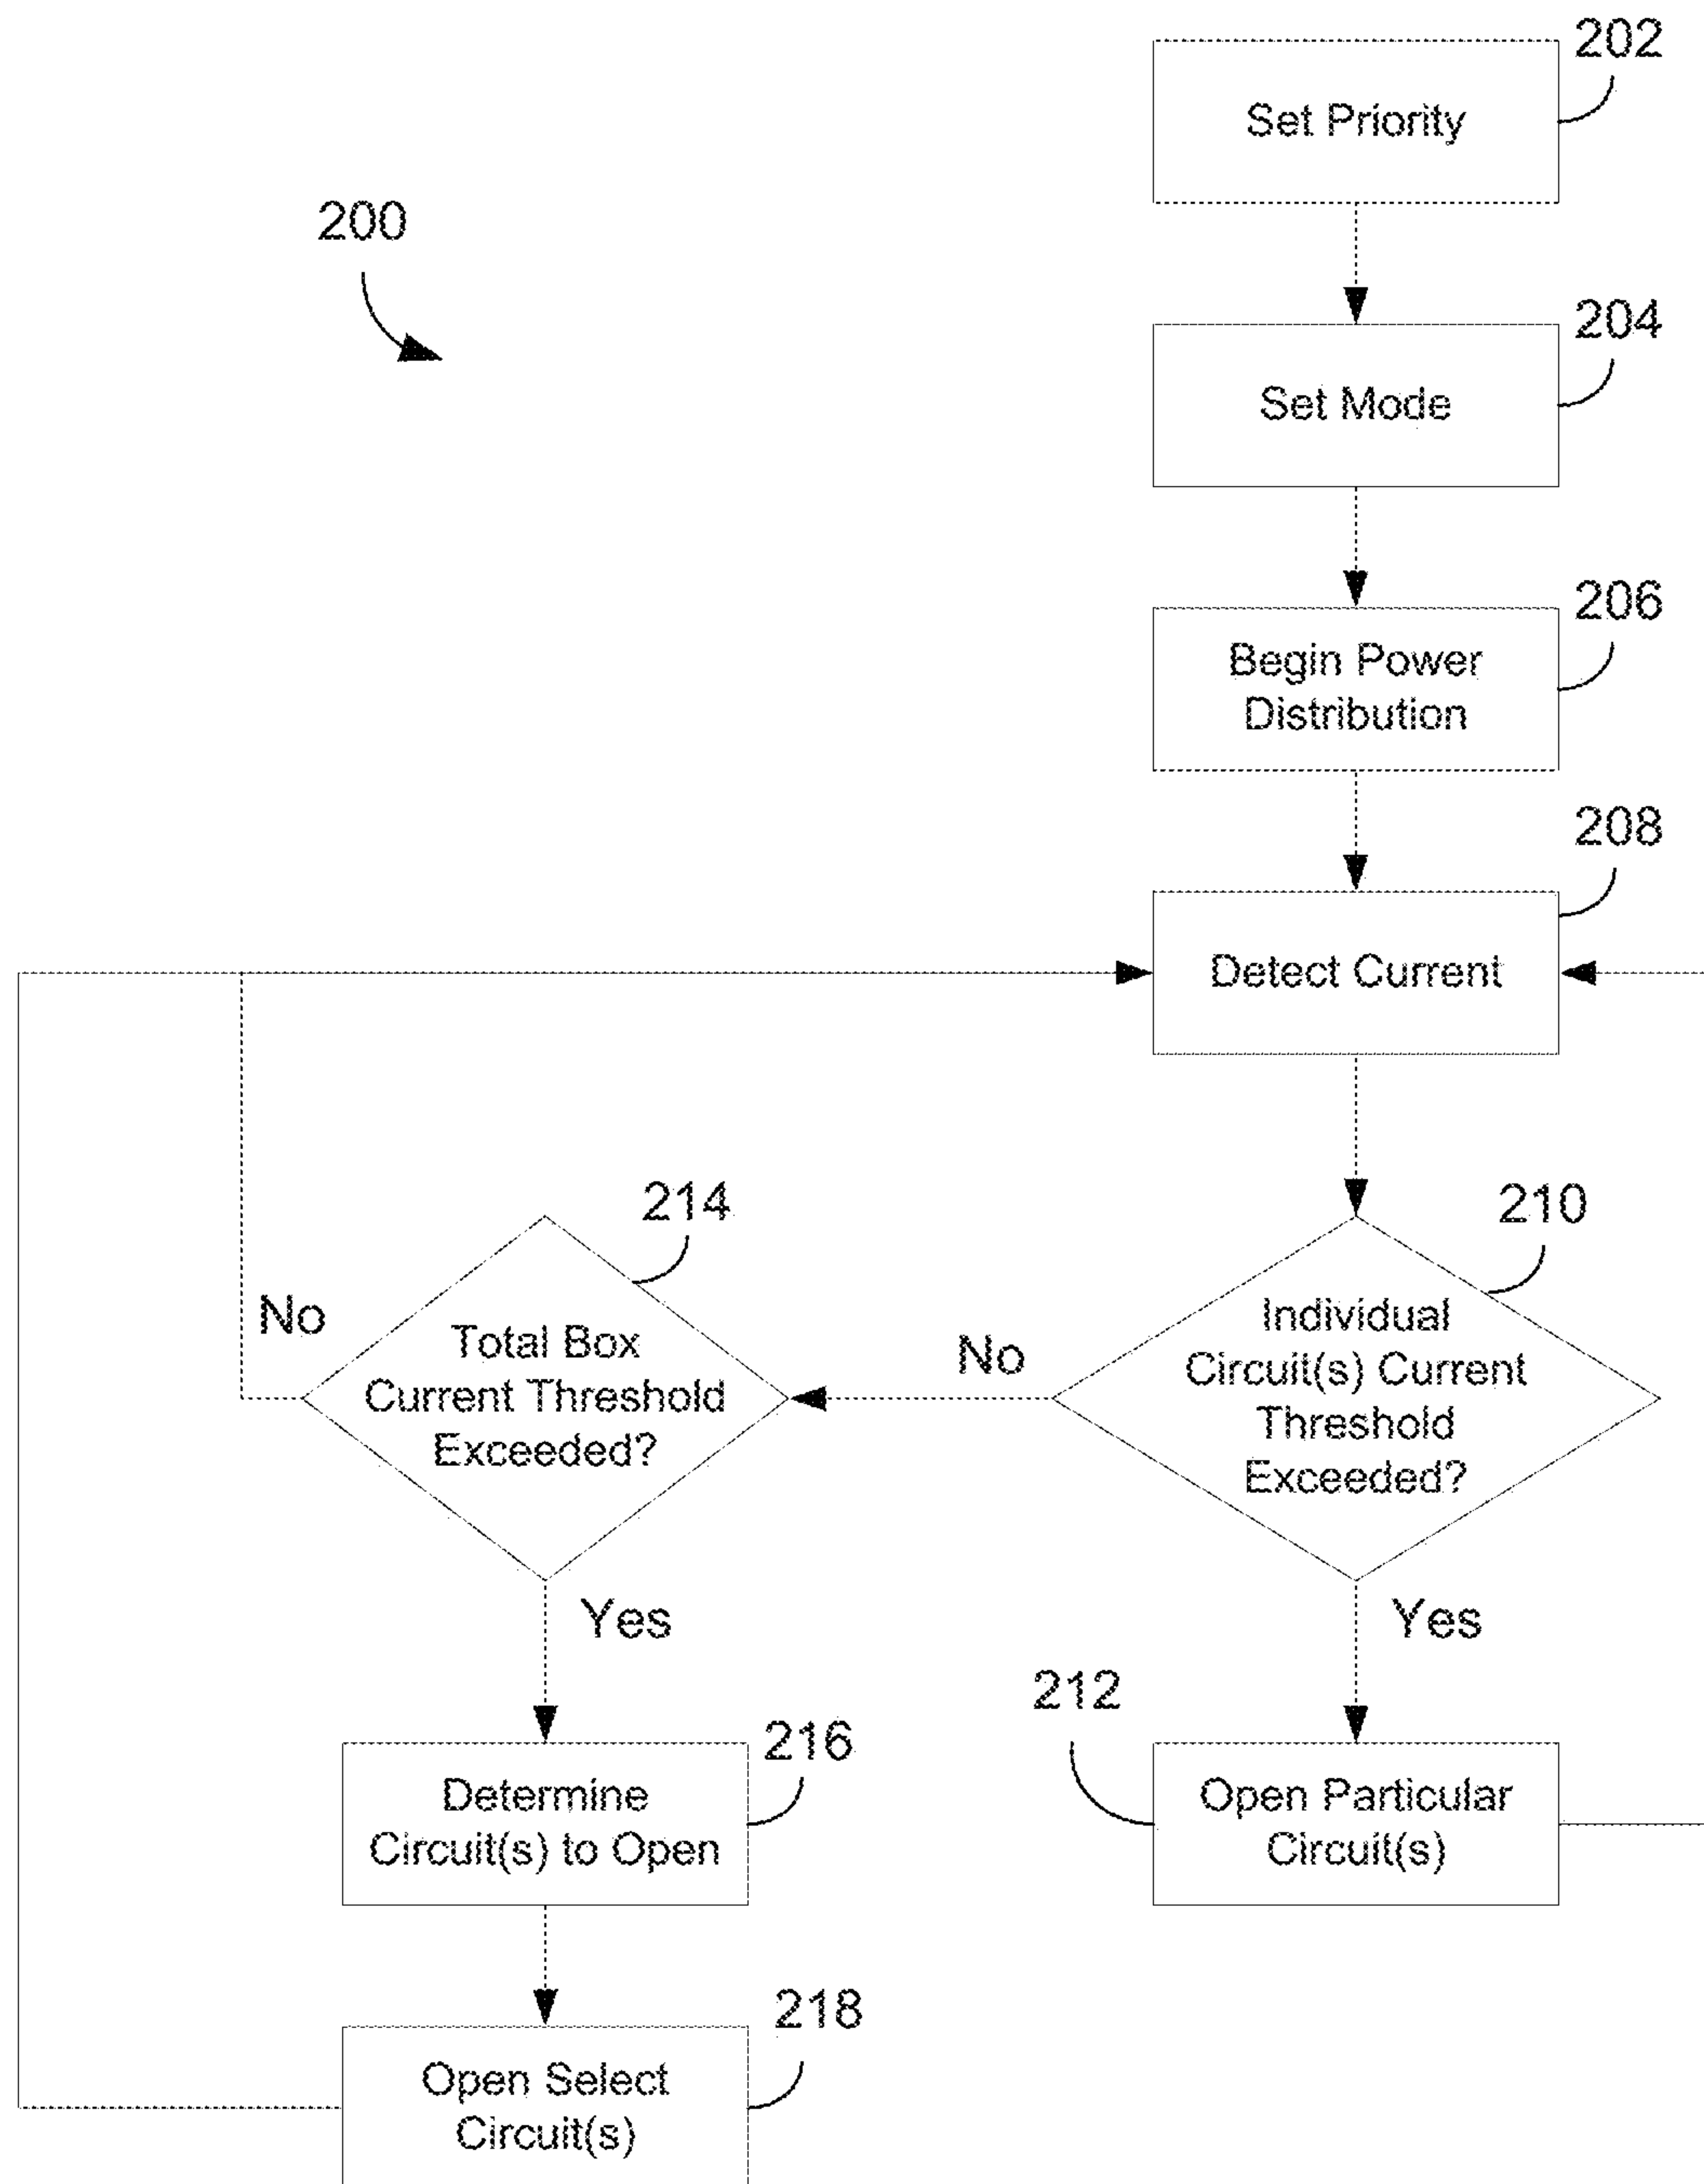 202
Set Priority
200
204
Set Mode
206
Begin Power
Distribution
208
Detect Current
214
210
No
Total Box
Current Threshold
Exceeded?
No
Individual
Circuit(s) Current
Threshold
Exceeded?
Yes
Yes
212
216
Determine
Circuit(s) to Open
Open Particular
Circuit(s)
218
Open Select
Circuit(s)